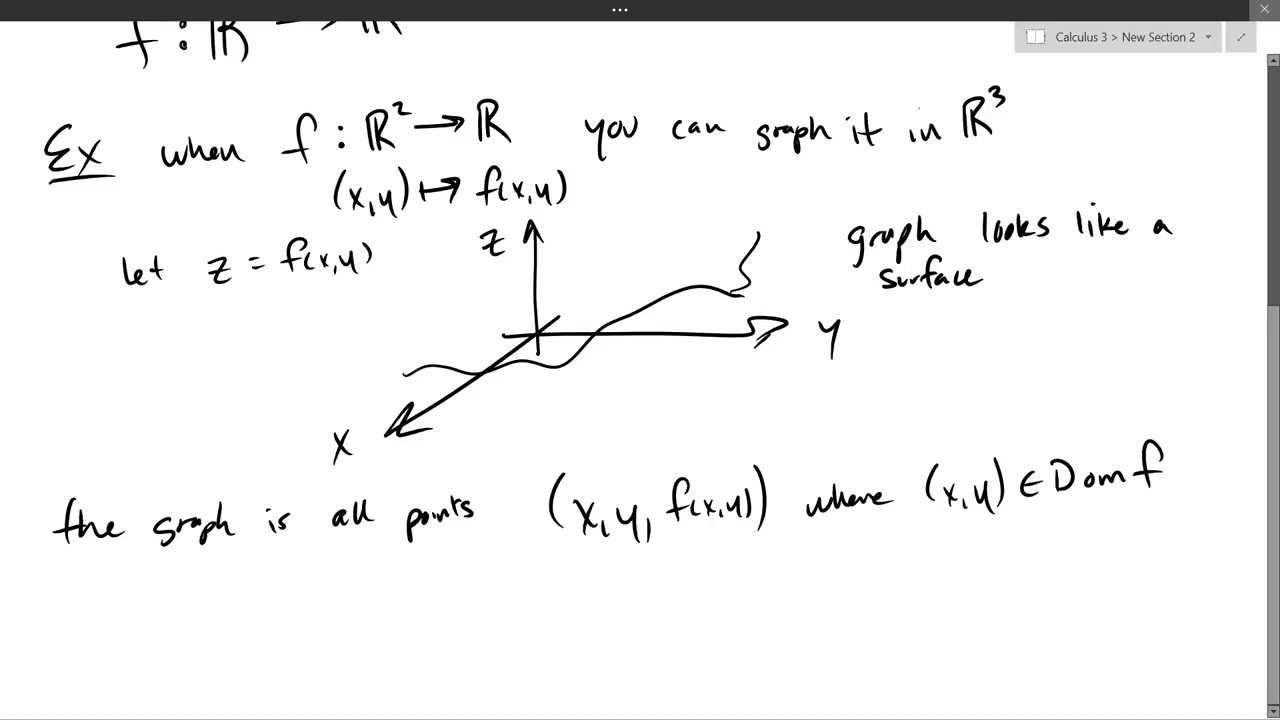 f : ℝ → ℝ
Calculus 3 > New Section 2
Ex when f : ℝ² → ℝ you can graph it in ℝ³
(x,y) ↦ f(x,y)
let z = f(x,y)
z
graph looks like a
surface
y
x
the graph is all points (x, y, f(x,y)) where (x,y) ∈ Dom f